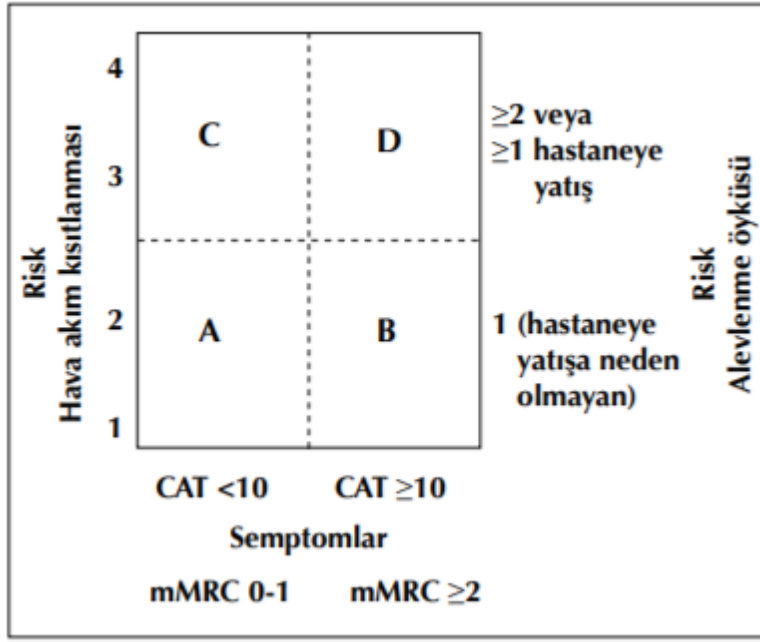 4
3
2
1
Risk
Hava akım kısıtlanması
C
D
A
B
≥2 veya
≥1 hastaneye
yatış
1 (hastaneye
yatışa neden
olmayan)
Risk
Alevlenme öyküsü
CAT <10
CAT ≥10
Semptomlar
mMRC 0-1
mMRC ≥2